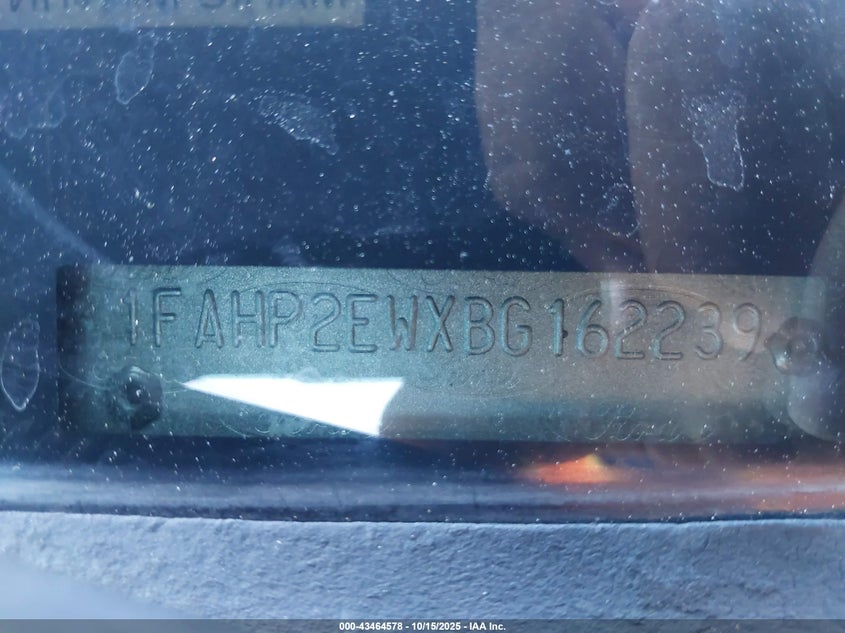 1FAHP2EWXBG162239
000-43464578 - 10/15/2025 - IAA Inc.